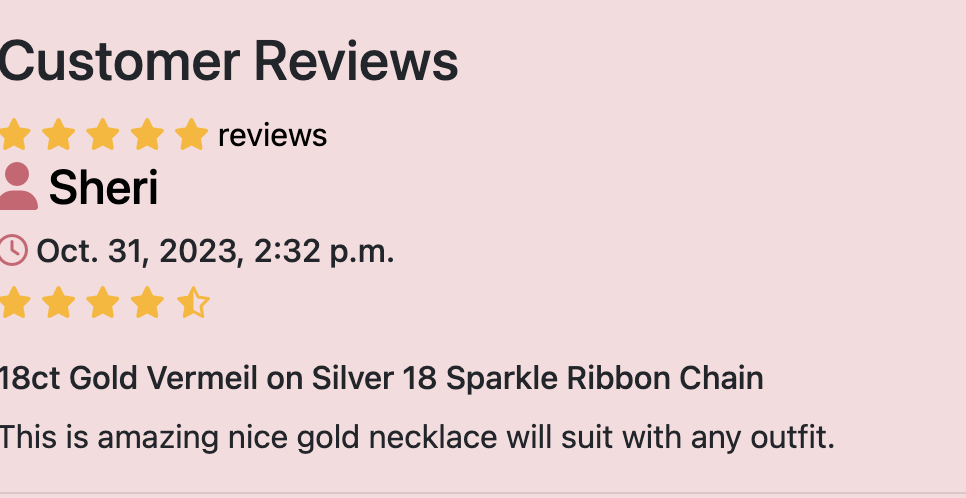 Customer Reviews
reviews
Sheri
Oct. 31, 2023, 2:32 p.m.
18ct Gold Vermeil on Silver 18 Sparkle Ribbon Chain
This is amazing nice gold necklace will suit with any outfit.